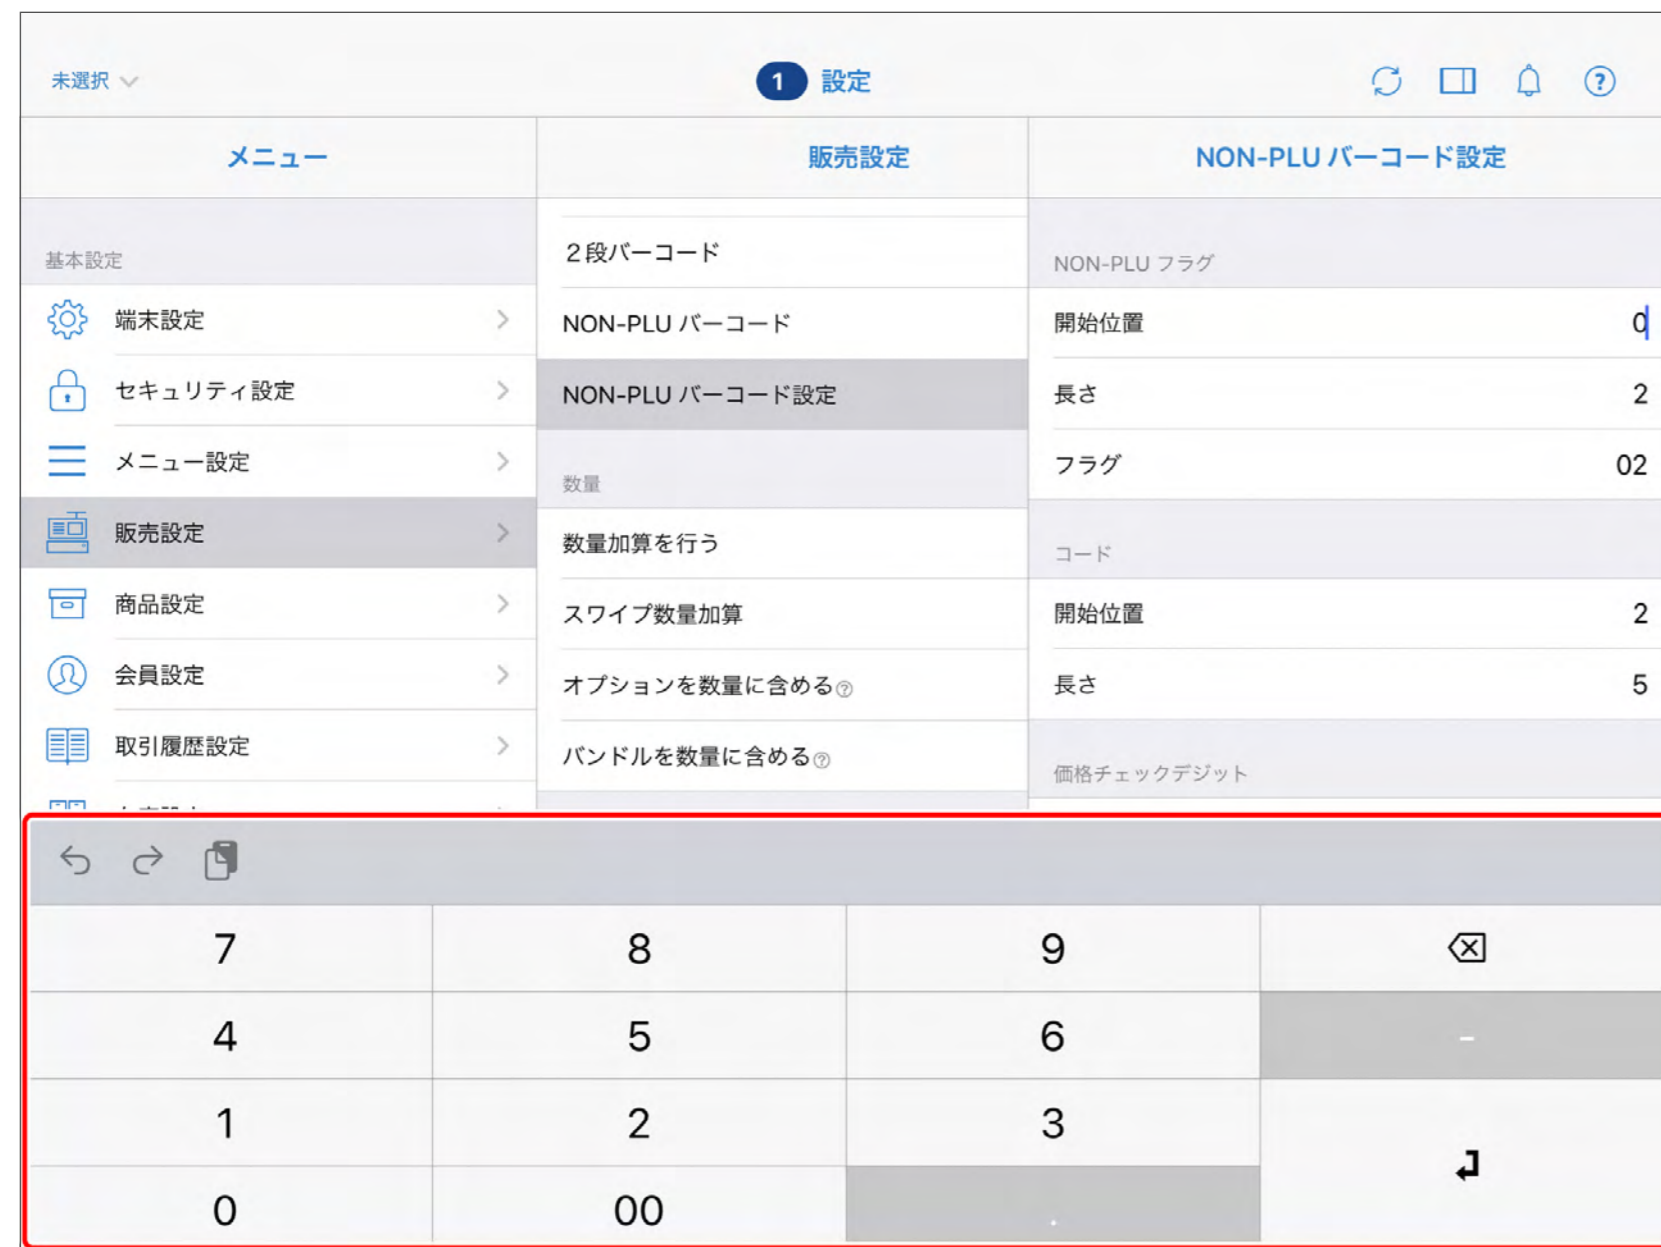 未選択
1 設定
メニュー
販売設定
NON-PLU バーコード設定
基本設定
端末設定
セキュリティ設定
メニュー設定
販売設定
商品設定
会員設定
取引履歴設定
２段バーコード
NON-PLU バーコード
NON-PLU バーコード設定
数量
数量加算を行う
スワイプ数量加算
オプションを数量に含める?
バンドルを数量に含める?
NON-PLU フラグ
開始位置 0
長さ 2
フラグ 02
コード
開始位置 2
長さ 5
価格チェックデジット
7 8 9
4 5 6 -
1 2 3
0 00 .